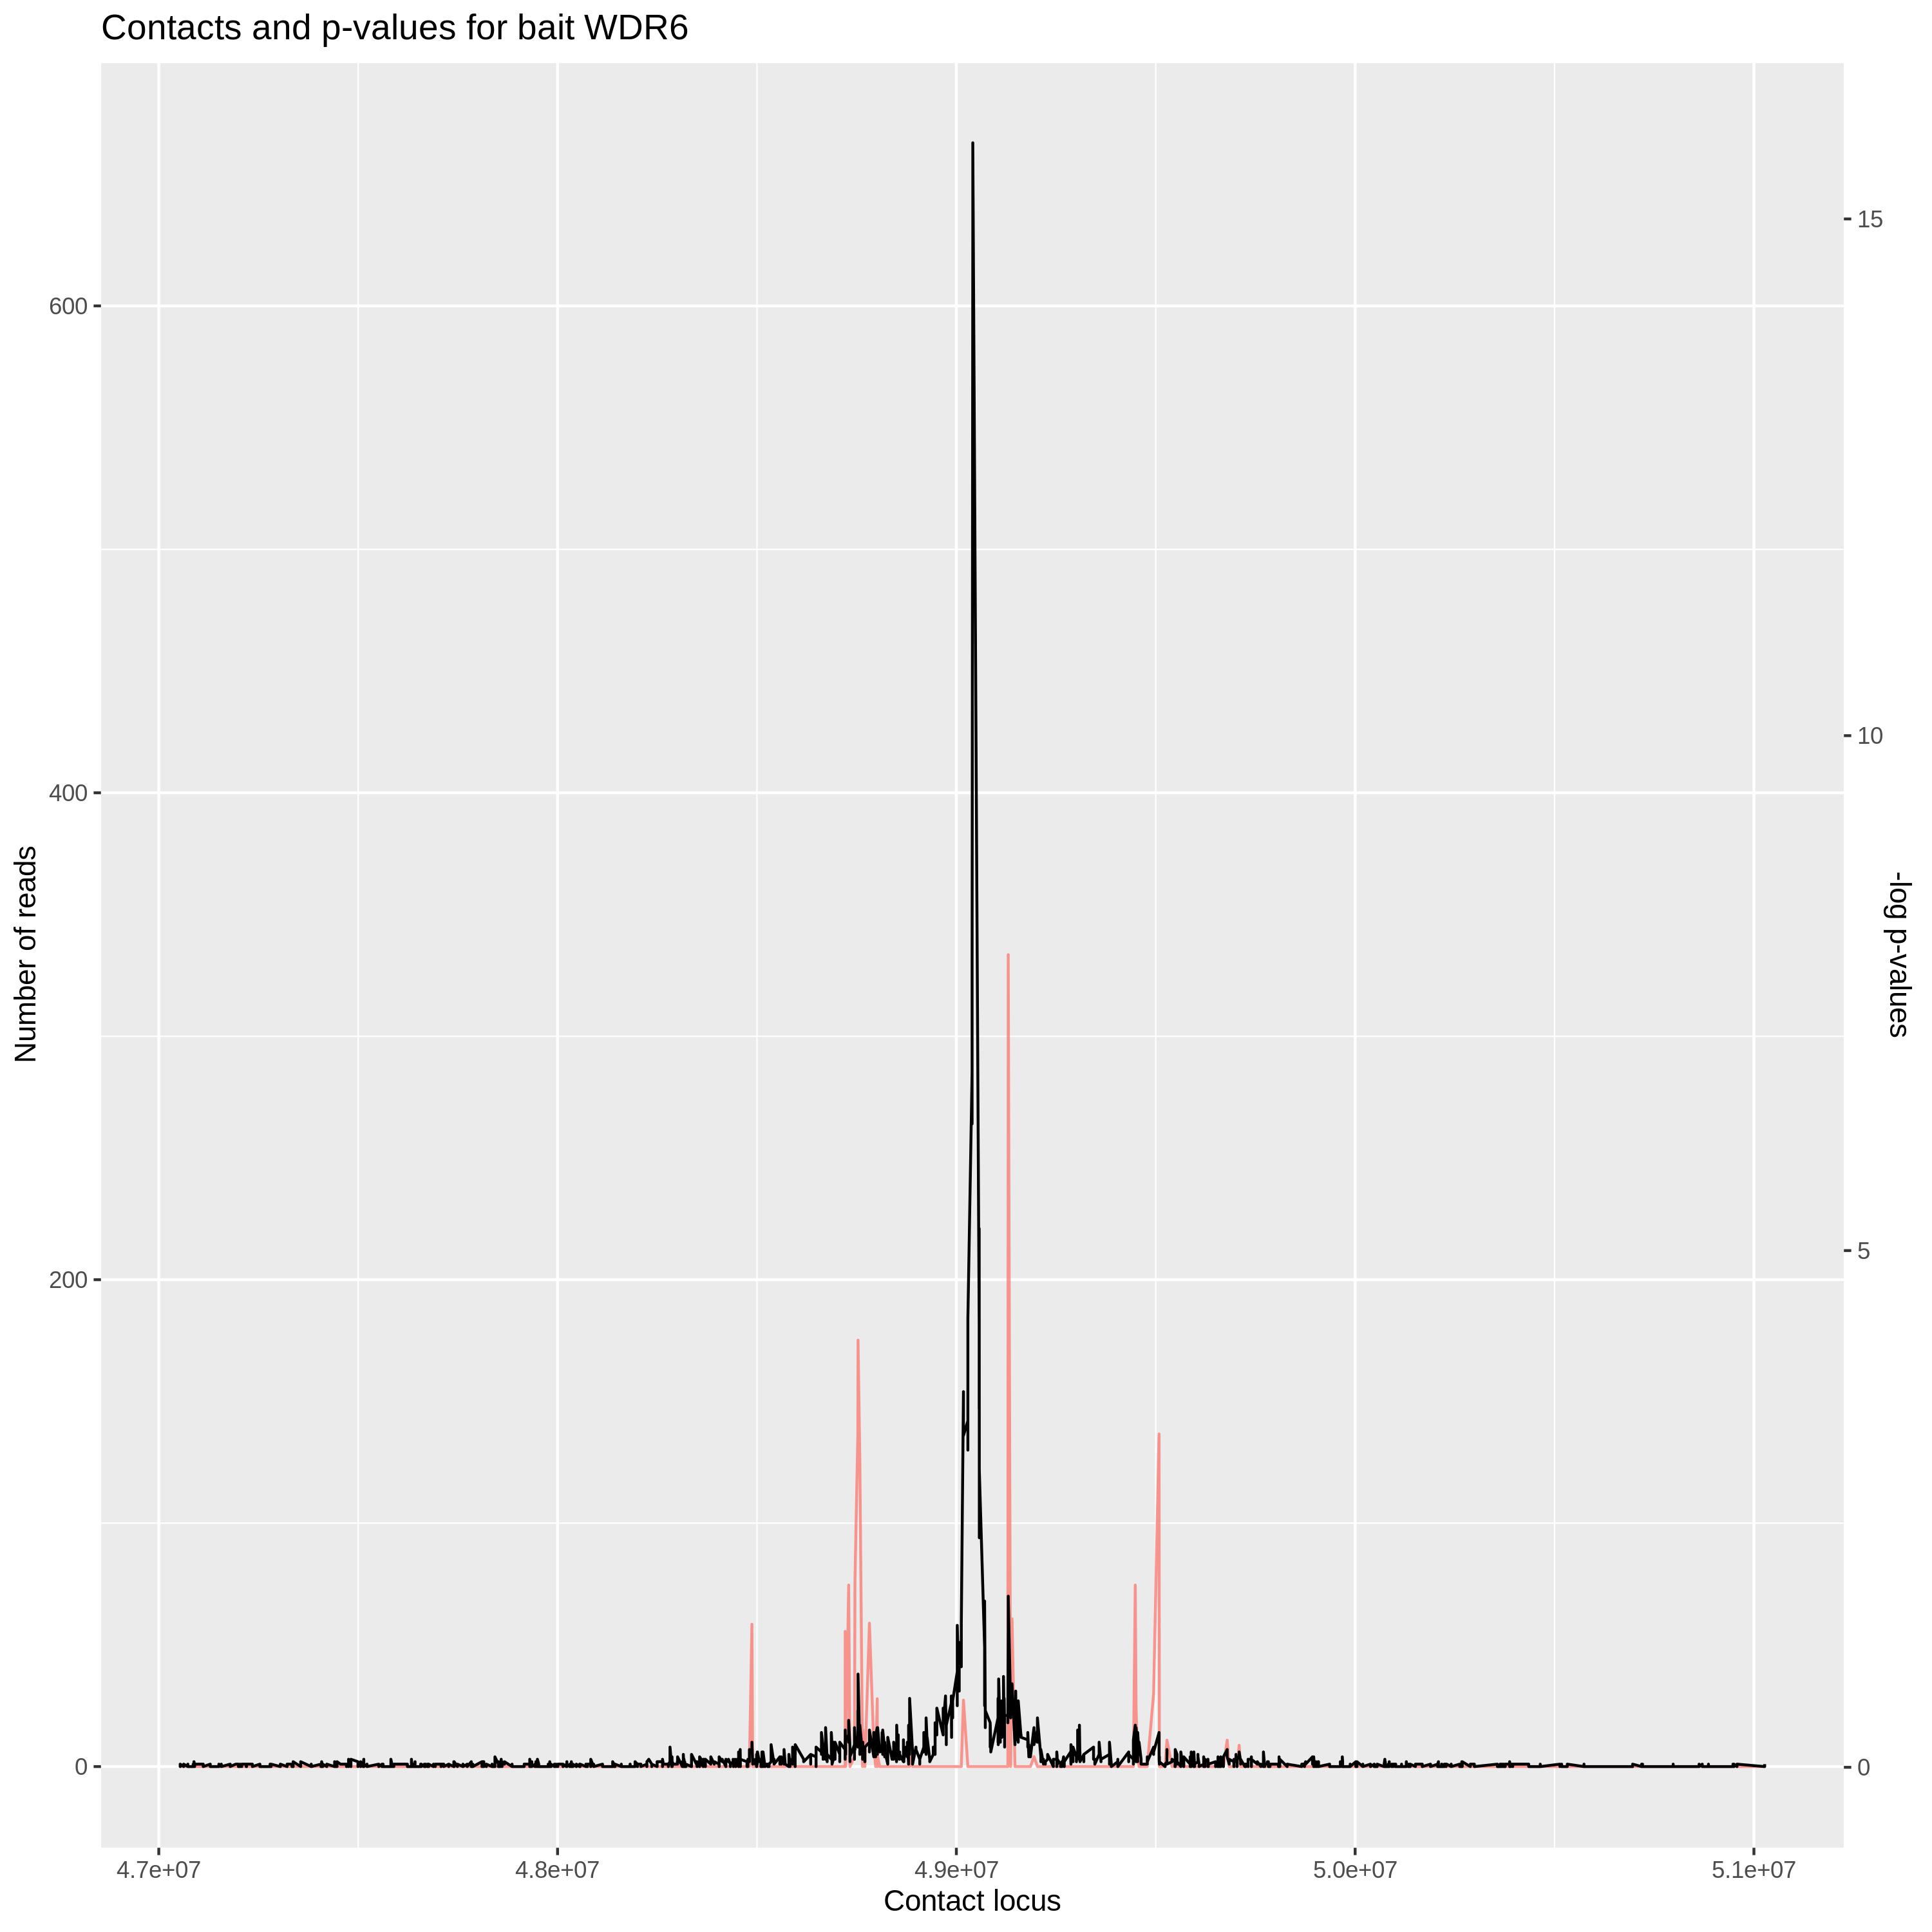 Contacts and p-values for bait WDR6
600
400
200
0
15
10
5
0
Number of reads
-log p-values
4.7e+07
4.8e+07
4.9e+07
5.0e+07
5.1e+07
Contact locus